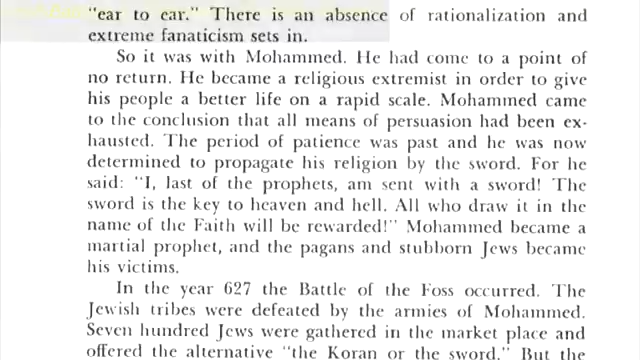 "ear to ear." There is an absence of rationalization and
extreme fanaticism sets in.
So it was with Mohammed. He had come to a point of
no return. He became a religious extremist in order to give
his people a better life on a rapid scale. Mohammed came
to the conclusion that all means of persuasion had been ex-
hausted. The period of patience was past and he was now
determined to propagate his religion by the sword. For he
said: "I, last of the prophets, am sent with a sword! The
sword is the key to heaven and hell. All who draw it in the
name of the Faith will be rewarded!" Mohammed became a
martial prophet, and the pagans and stubborn Jews became
his victims.
In the year 627 the Battle of the Foss occurred. The
Jewish tribes were defeated by the armies of Mohammed.
Seven hundred Jews were gathered in the market place and
offered the alternative "the Koran or the sword." But the